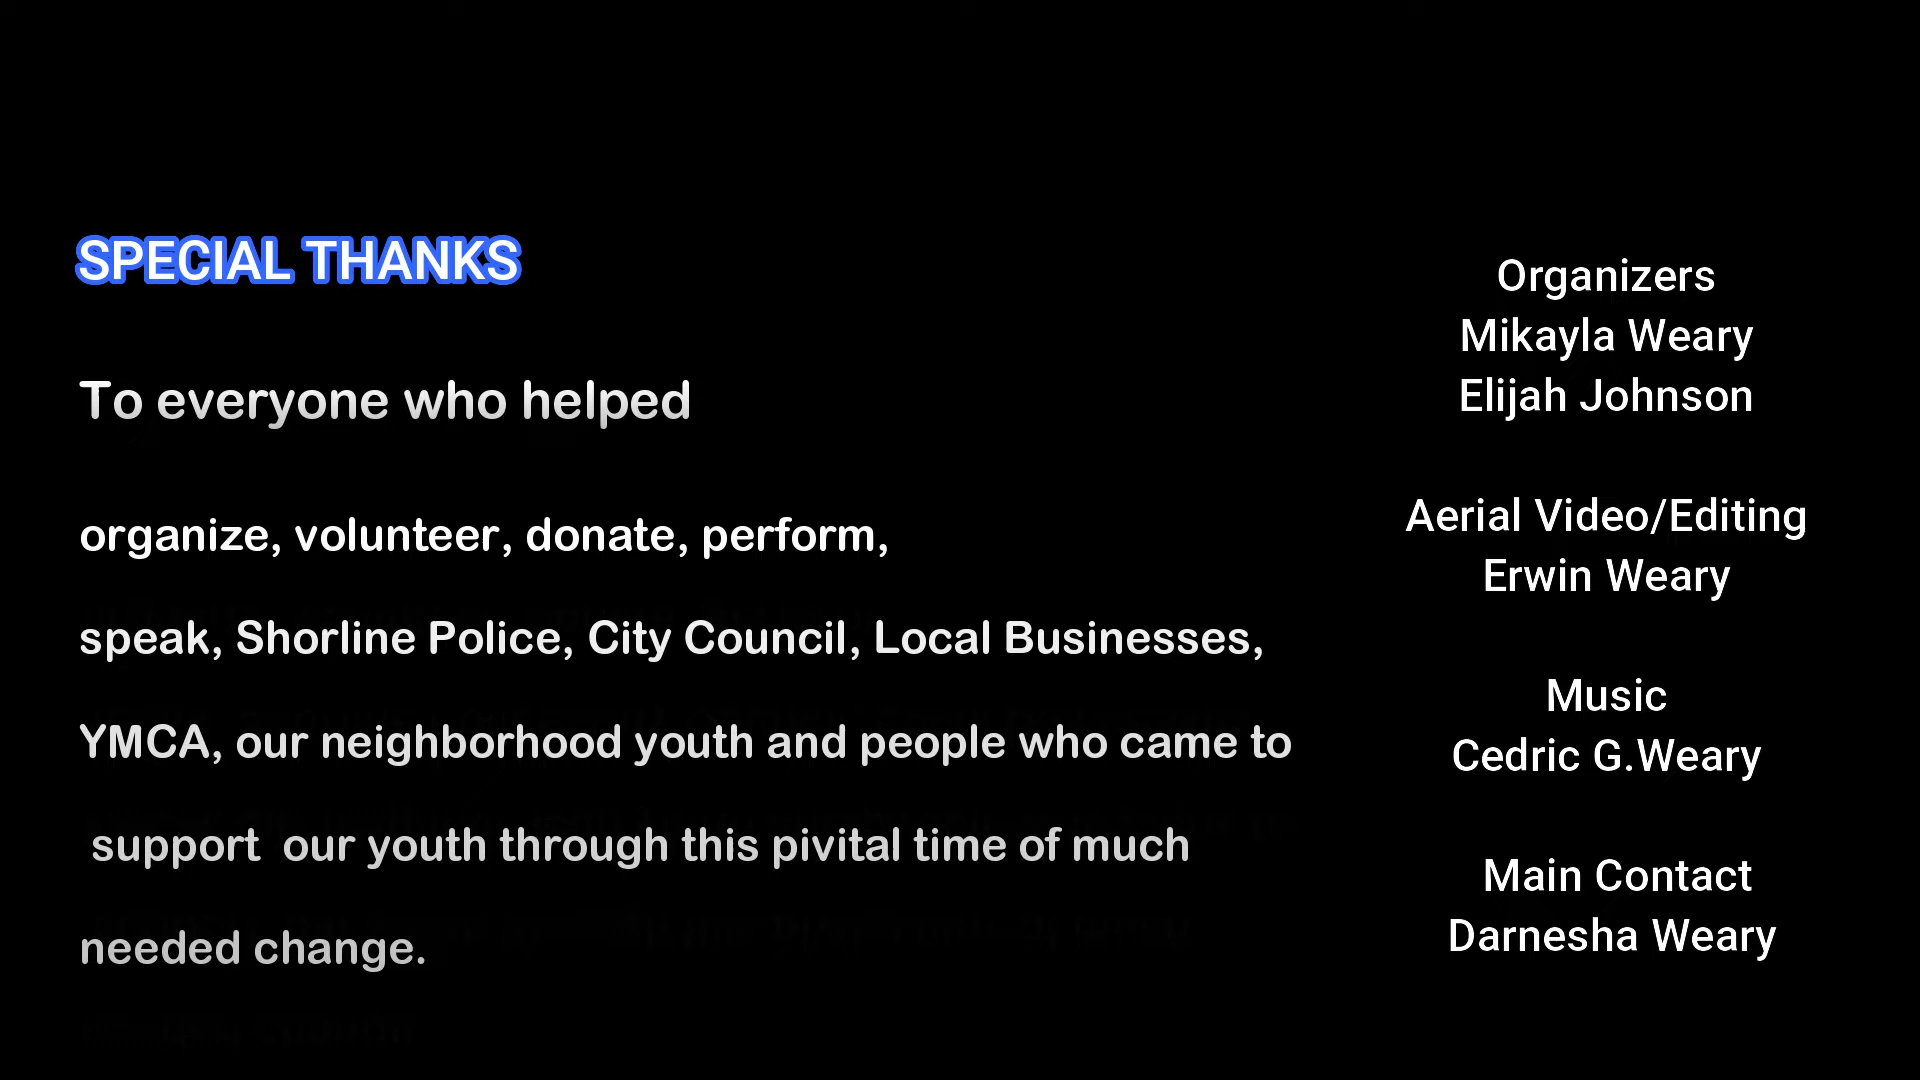 SPECIAL THANKS
To everyone who helped
organize, volunteer, donate, perform,
speak, Shorline Police, City Council, Local Businesses,
YMCA, our neighborhood youth and people who came to
support our youth through this pivital time of much
needed change.
Organizers
Mikayla Weary
Elijah Johnson
Aerial Video/Editing
Erwin Weary
Music
Cedric G.Weary
Main Contact
Darnesha Weary